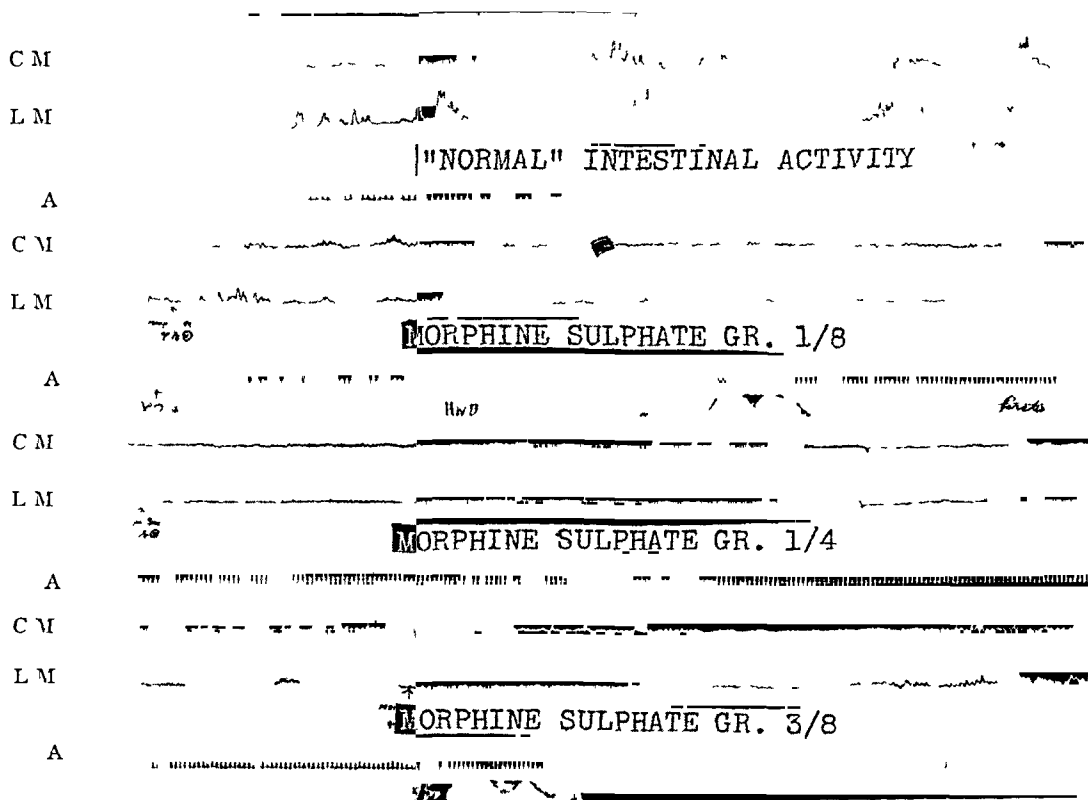 C M
L M
"NORMAL" INTESTINAL ACTIVITY
A
C M
L M
MORPHINE SULPHATE GR. 1/8
A
C M
L M
MORPHINE SULPHATE GR. 1/4
A
C M
L M
MORPHINE SULPHATE GR. 3/8
A